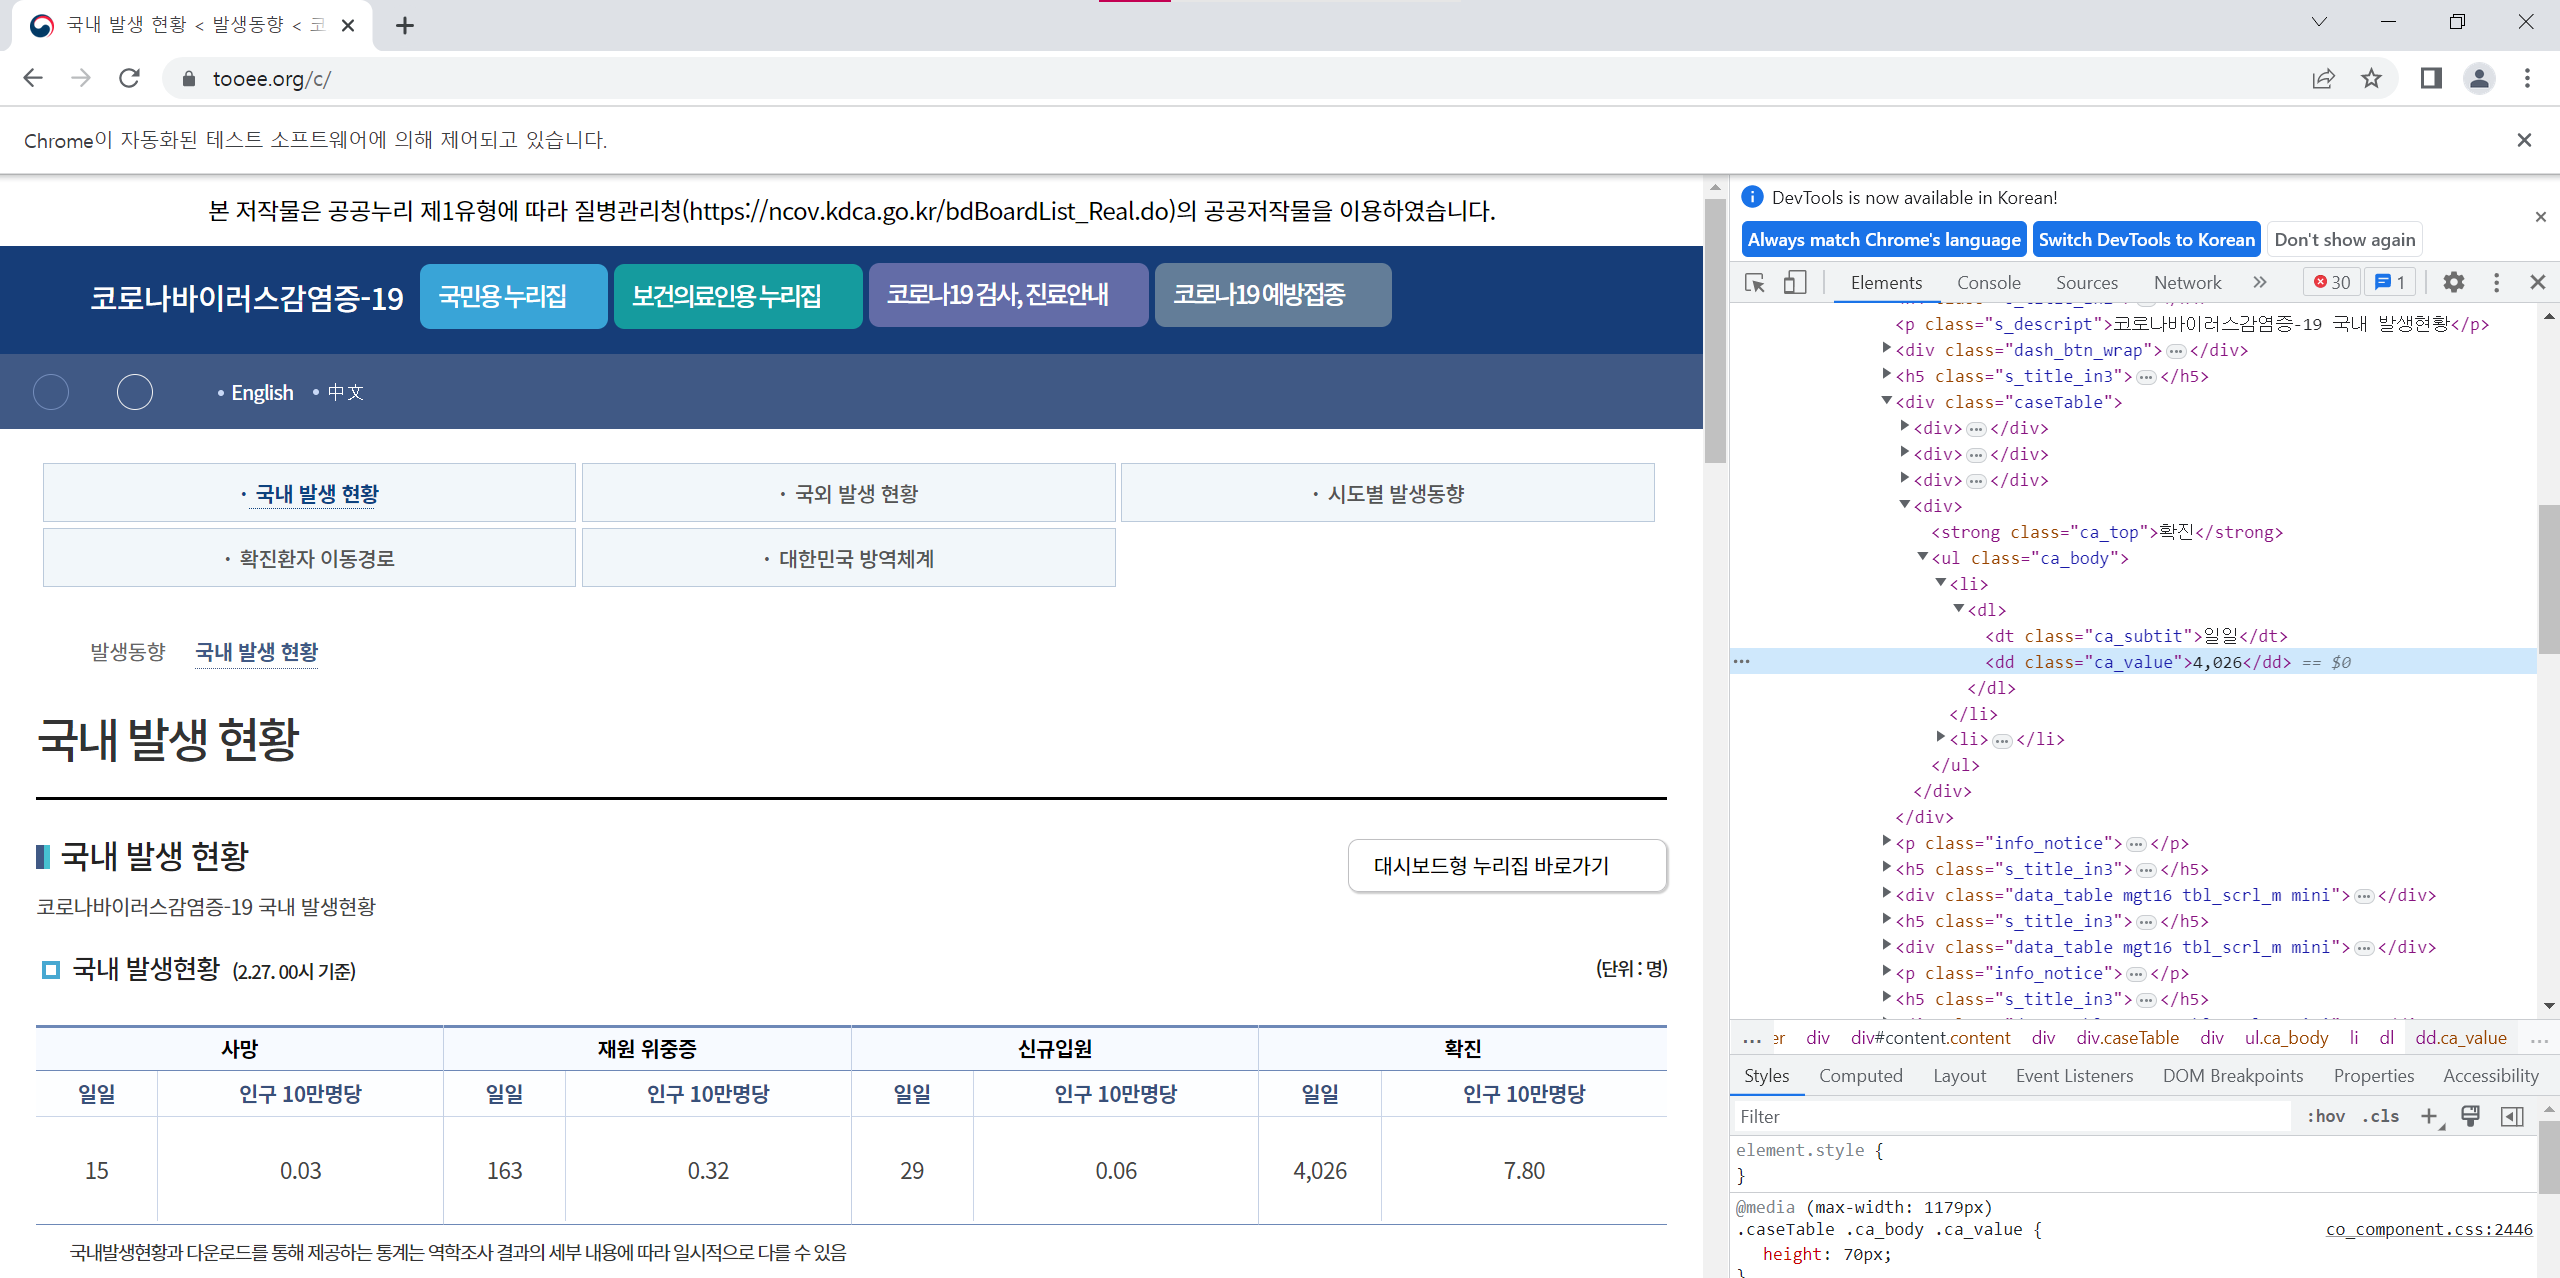 국내 발생 현황 < 발생동향 < 코
tooee.org/c/
Chrome이 자동화된 테스트 소프트웨어에 의해 제어되고 있습니다.
본 저작물은 공공누리 제1유형에 따라 질병관리청(https://ncov.kdca.go.kr/bdBoardList_Real.do)의 공공저작물을 이용하였습니다.
코로나바이러스감염증-19 국민용 누리집 보건의료인용 누리집 코로나19 검사, 진료안내 코로나19 예방접종
• English • 中文
· 국내 발생 현황 · 국외 발생 현황 · 시도별 발생동향
· 확진환자 이동경로 · 대한민국 방역체계
발생동향 국내 발생 현황
국내 발생 현황
국내 발생 현황 대시보드형 누리집 바로가기
코로나바이러스감염증-19 국내 발생현황
국내 발생현황 (2.27. 00시 기준) (단위 : 명)
사망 재원 위중증 신규입원 확진
일일 인구 10만명당 일일 인구 10만명당 일일 인구 10만명당 일일 인구 10만명당
15 0.03 163 0.32 29 0.06 4,026 7.80
국내발생현황과 다운로드를 통해 제공하는 통계는 역학조사 결과의 세부 내용에 따라 일시적으로 다를 수 있음
DevTools is now available in Korean!
Always match Chrome's language Switch DevTools to Korean Don't show again
Elements Console Sources Network » 30 1
<p class="s_descript">코로나바이러스감염증-19 국내 발생현황</p>
<div class="dash_btn_wrap">…</div>
<h5 class="s_title_in3">…</h5>
<div class="caseTable">
<div>…</div>
<div>…</div>
<div>…</div>
<div>
<strong class="ca_top">확진</strong>
<ul class="ca_body">
<li>
<dl>
<dt class="ca_subtit">일일</dt>
… <dd class="ca_value">4,026</dd> == $0
</dl>
</li>
<li>…</li>
</ul>
</div>
</div>
<p class="info_notice">…</p>
<h5 class="s_title_in3">…</h5>
<div class="data_table mgt16 tbl_scrl_m mini">…</div>
<h5 class="s_title_in3">…</h5>
<div class="data_table mgt16 tbl_scrl_m mini">…</div>
<p class="info_notice">…</p>
<h5 class="s_title_in3">…</h5>
… er div div#content.content div div.caseTable div ul.ca_body li dl dd.ca_value …
Styles Computed Layout Event Listeners DOM Breakpoints Properties Accessibility
Filter :hov .cls
element.style {
}
@media (max-width: 1179px)
.caseTable .ca_body .ca_value { co_component.css:2446
height: 70px;
}